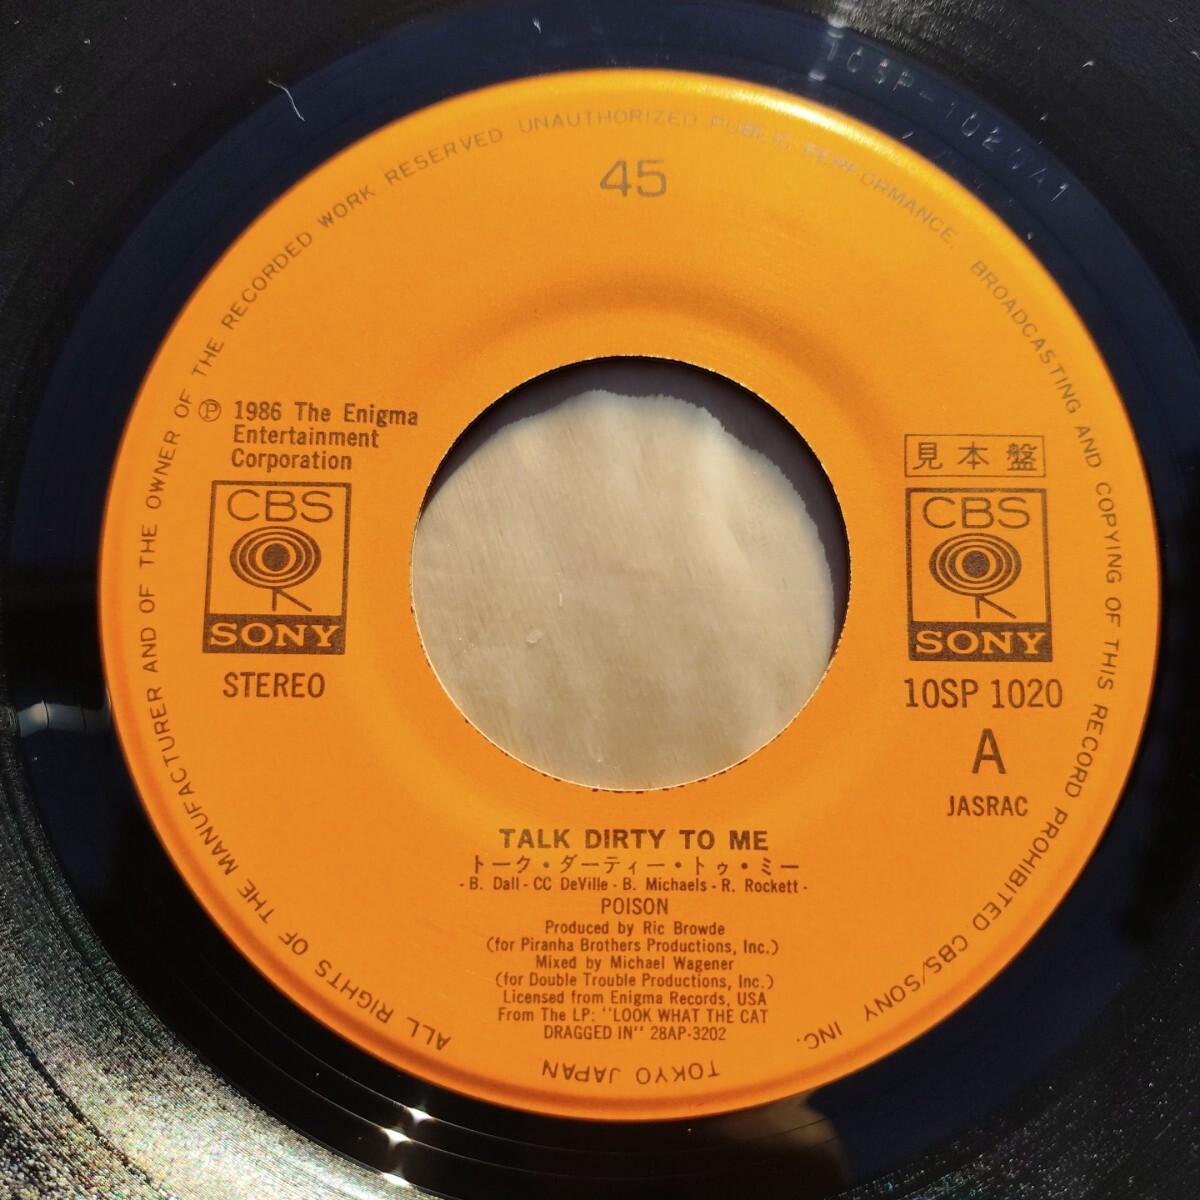 10SP-102
45
ALL RIGHTS OF THE MANUFACTURER AND OF THE OWNER OF THE RECORDED WORK RESERVED UNAUTHORIZED PUBLIC PERFORMANCE, BROADCASTING AND COPYING OF THIS RECORD PROHIBITED CBS/SONY INC.
TOKYO JAPAN
℗ 1986 The Enigma
Entertainment
Corporation
CBS
SONY
STEREO
見本盤
CBS
SONY
10SP 1020
A
JASRAC
TALK DIRTY TO ME
トーク・ダーティー・トゥ・ミー
- B. Dall - CC DeVille - B. Michaels - R. Rockett -
POISON
Produced by Ric Browde
(for Piranha Brothers Productions, Inc.)
Mixed by Michael Wagener
(for Double Trouble Productions, Inc.)
Licensed from Enigma Records, USA
From The LP: "LOOK WHAT THE CAT
DRAGGED IN" 28AP-3202